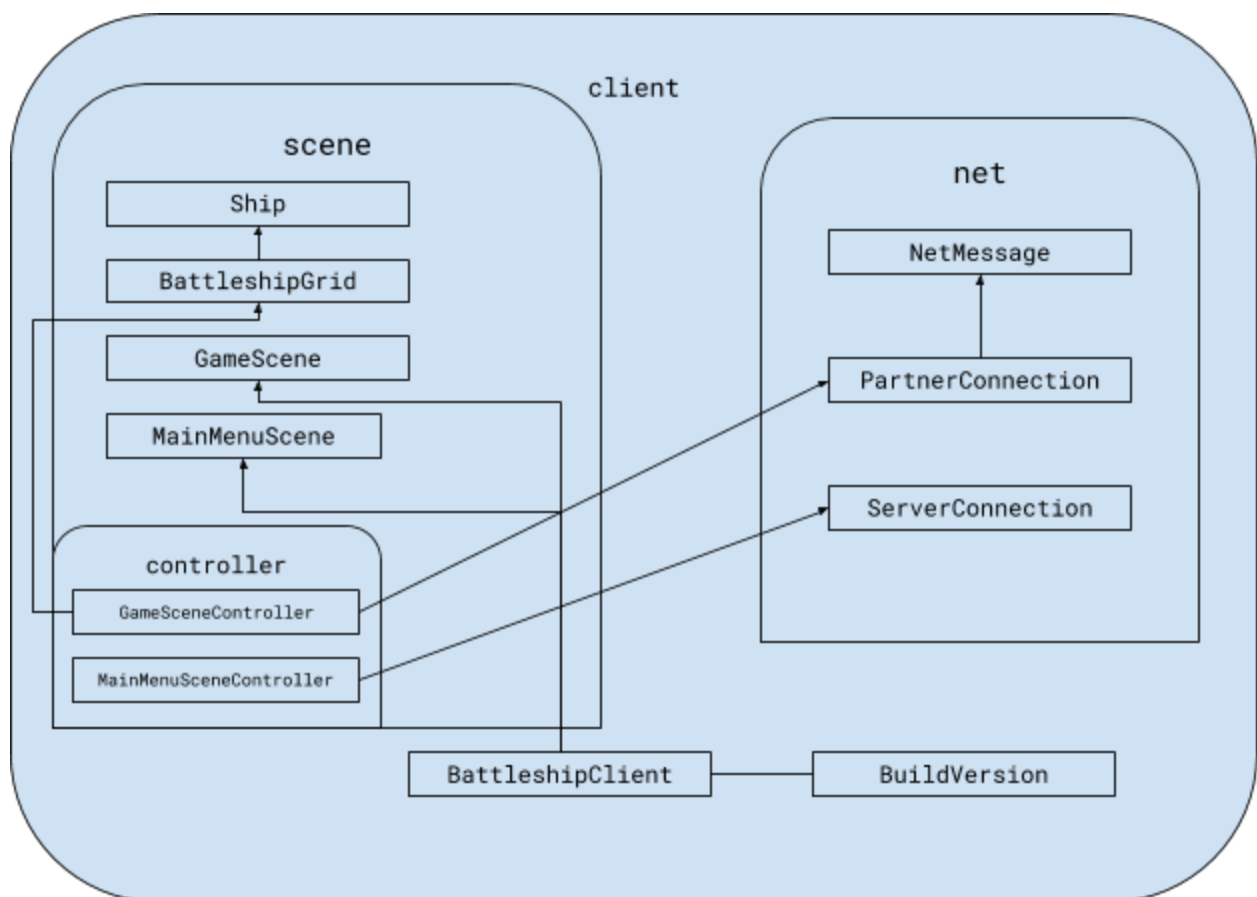 client
scene
Ship
BattleshipGrid
GameScene
MainMenuScene
controller
GameSceneController
MainMenuSceneController
net
NetMessage
PartnerConnection
ServerConnection
BattleshipClient
BuildVersion